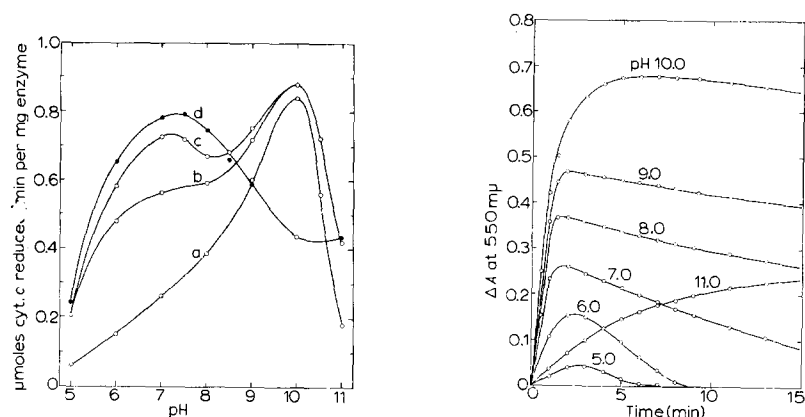 μmoles cyt. c reduced/min per mg enzyme
1.0
0.8
0.6
0.4
0.2
0
d
c
b
a
5 6 7 8 9 10 11
pH
ΔA at 550 mμ
0.8
0.7
0.6
0.5
0.4
0.3
0.2
0.1
0
pH 10.0
9.0
8.0
7.0
11.0
6.0
5.0
0 5 10 15
Time (min)